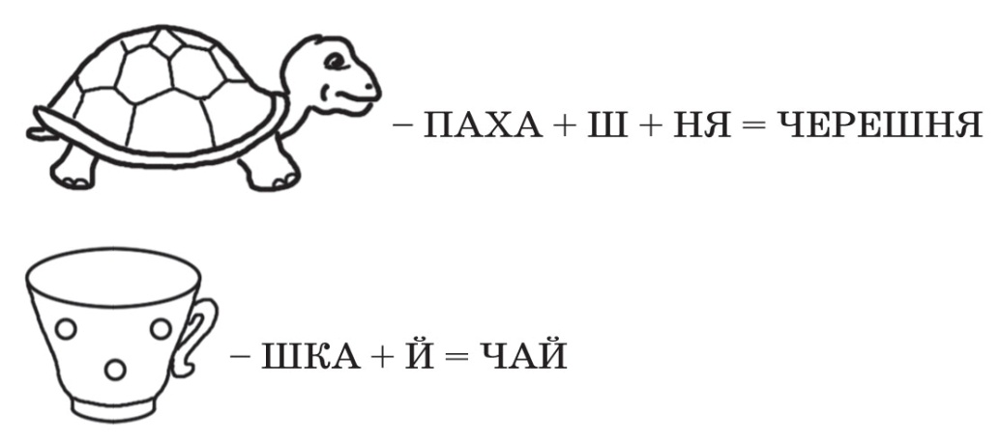 – ПАХА + Ш + НЯ = ЧЕРЕШНЯ
– ШКА + Й = ЧАЙ